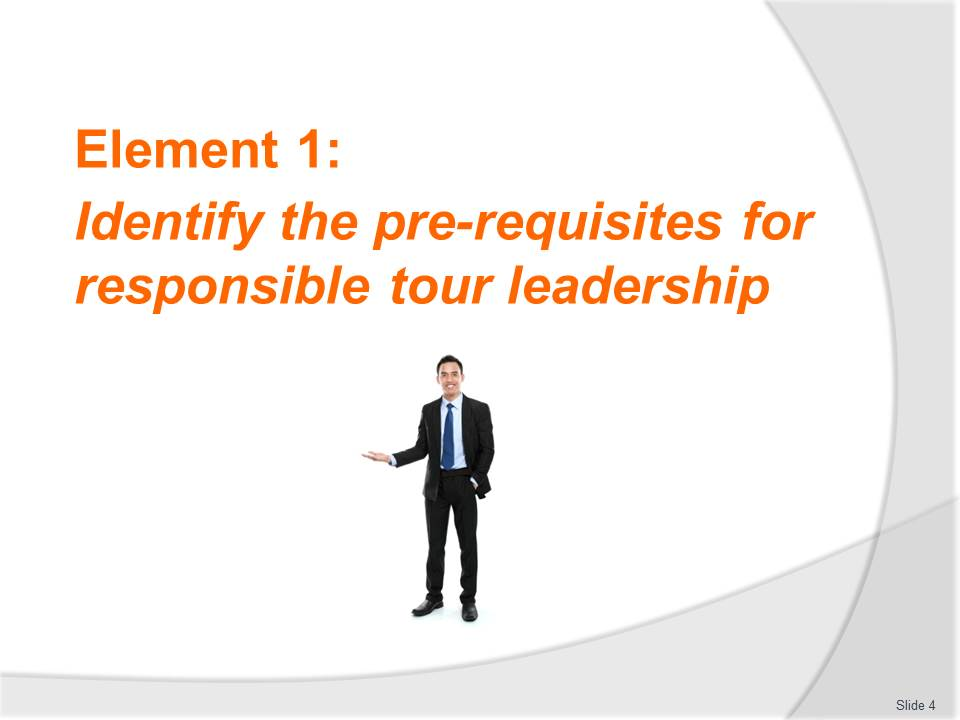 Element 1:
Identify the pre-requisites for
responsible tour leadership
Slide 4